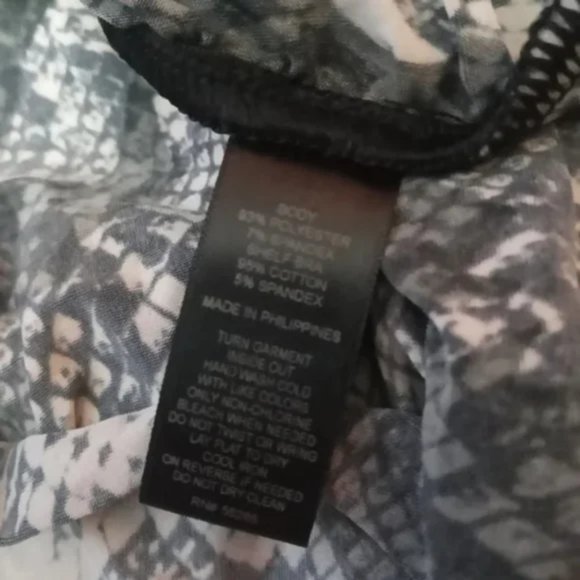 BODY
93% POLYESTER
7% SPANDEX
SHELF BRA
95% COTTON
5% SPANDEX
MADE IN PHILIPPINES
TURN GARMENT
INSIDE OUT
HAND WASH COLD
WITH LIKE COLORS
ONLY NON-CHLORINE
BLEACH WHEN NEEDED
DO NOT TWIST OR WRING
LAY FLAT TO DRY
COOL IRON
ON REVERSE IF NEEDED
DO NOT DRY CLEAN
RN#